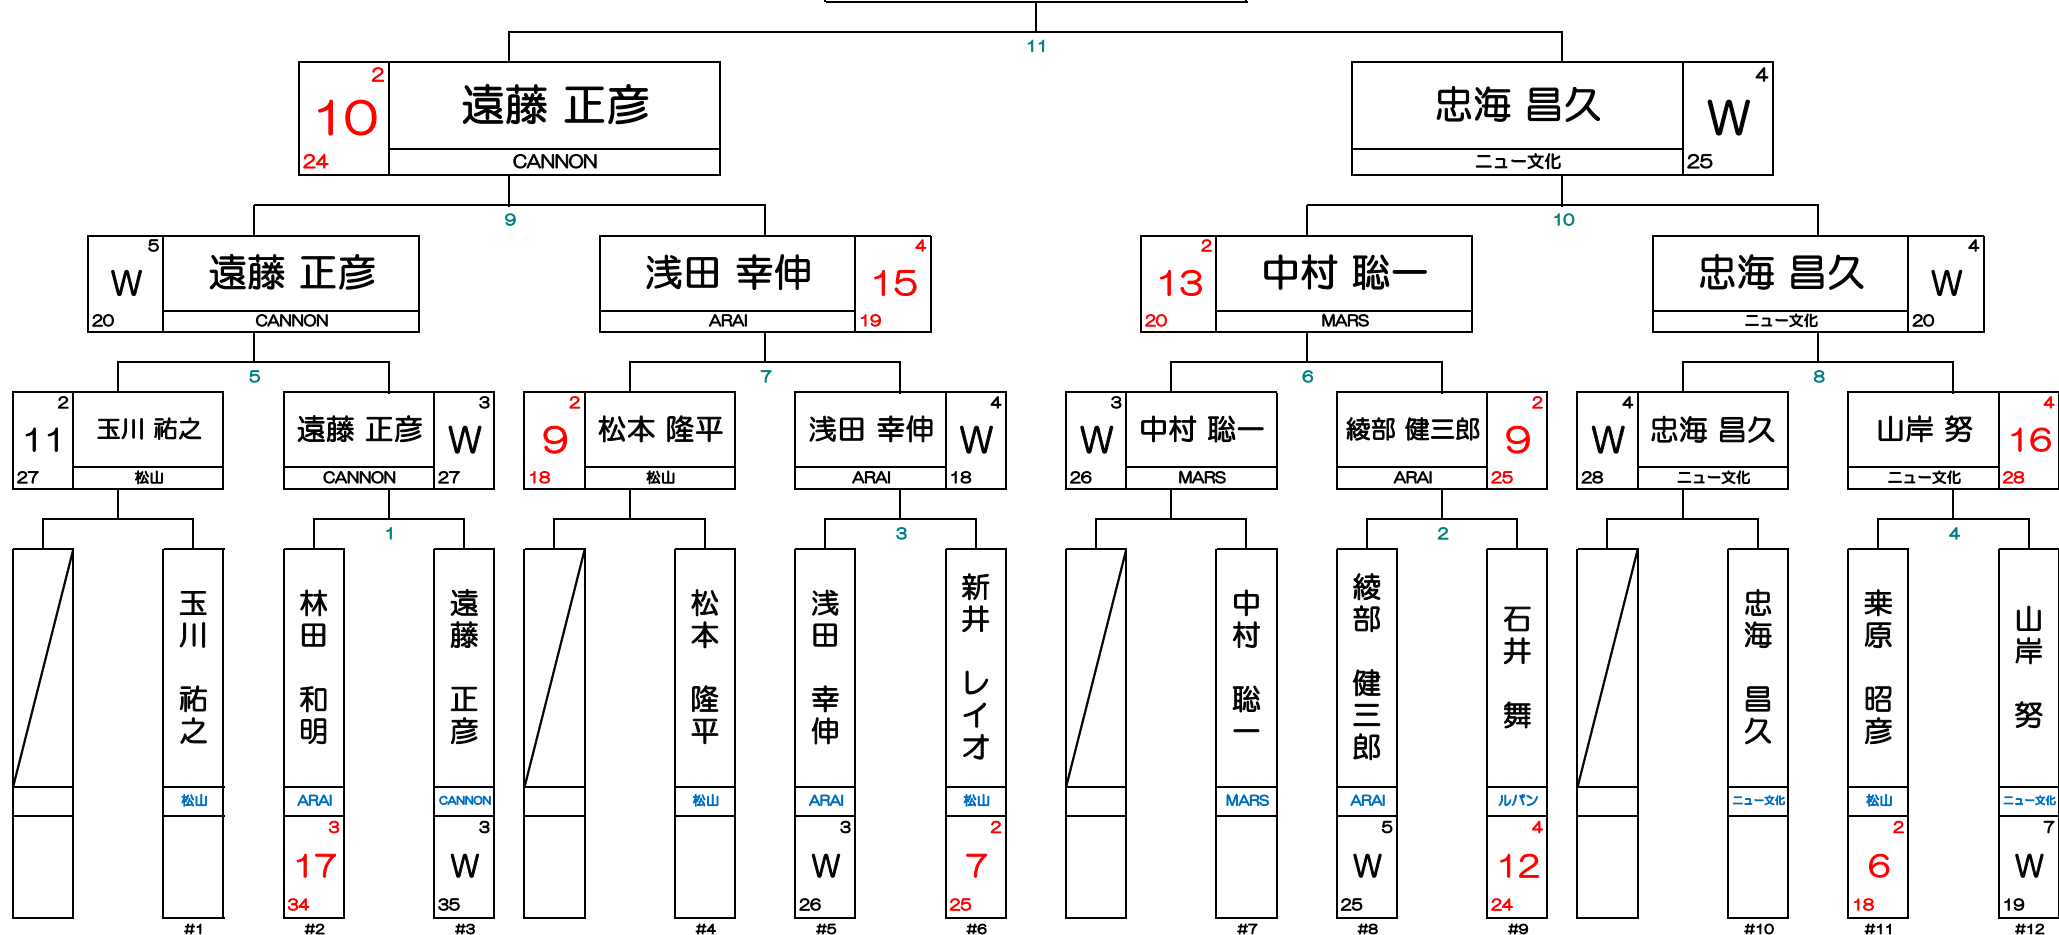 11
2
10
24
遠藤 正彦
CANNON
忠海 昌久
ニュー文化
4
W
25
9
10
5
W
20
遠藤 正彦
CANNON
浅田 幸伸
ARAI
4
15
19
2
13
20
中村 聡一
MARS
忠海 昌久
ニュー文化
4
W
20
5
7
6
8
2
11
27
玉川 祐之
松山
遠藤 正彦
CANNON
3
W
27
2
9
18
松本 隆平
松山
浅田 幸伸
ARAI
4
W
18
3
W
26
中村 聡一
MARS
綾部 健三郎
ARAI
2
9
25
4
W
28
忠海 昌久
ニュー文化
山岸 努
ニュー文化
4
16
28
1
3
2
4
玉川 祐之
松山
#1
林田 和明
ARAI
3
17
34
#2
遠藤 正彦
CANNON
3
W
35
#3
松本 隆平
松山
#4
浅田 幸伸
ARAI
3
W
26
#5
新井 レイオ
松山
2
7
25
#6
中村 聡一
MARS
#7
綾部 健三郎
ARAI
5
W
25
#8
石井 舞
ルパン
4
12
24
#9
忠海 昌久
ニュー文化
#10
桒原 昭彦
松山
2
6
18
#11
山岸 努
ニュー文化
7
W
19
#12